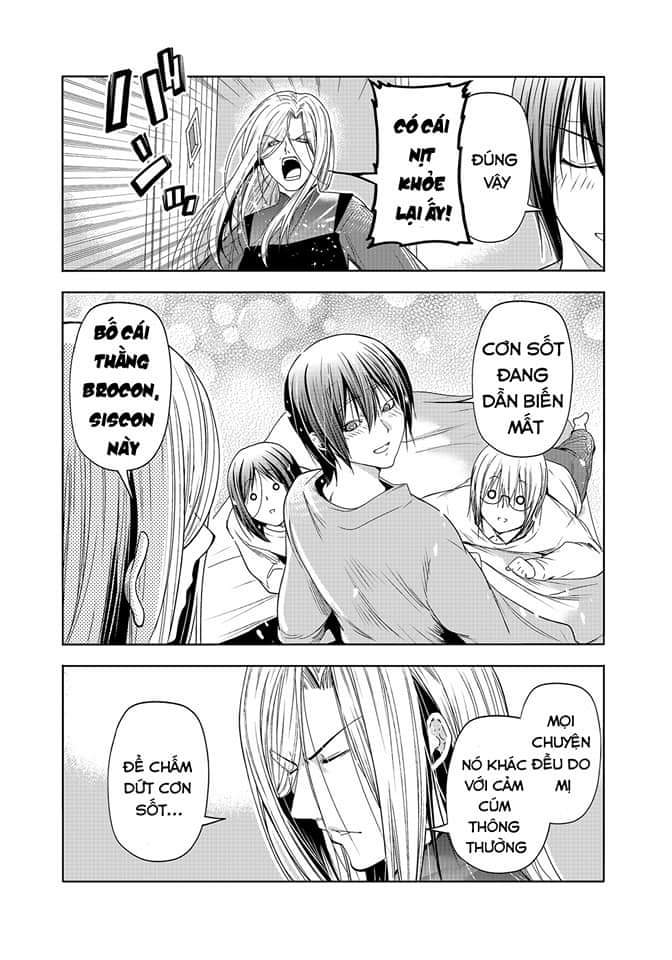 ĐÚNG
VẬY
CÓ CÁI
NỊT
KHỎE
LẠI ẤY!
CƠN SỐT
ĐANG
DẦN BIẾN
MẤT
BỐ CÁI
THẰNG
BROCON,
SISCON
NÀY
MỌI
CHUYỆN
ĐỀU DO
MỊ
NÓ KHÁC
VỚI CẢM
CÚM
THÔNG
THƯỜNG
ĐỂ CHẤM
DỨT CƠN
SỐT...